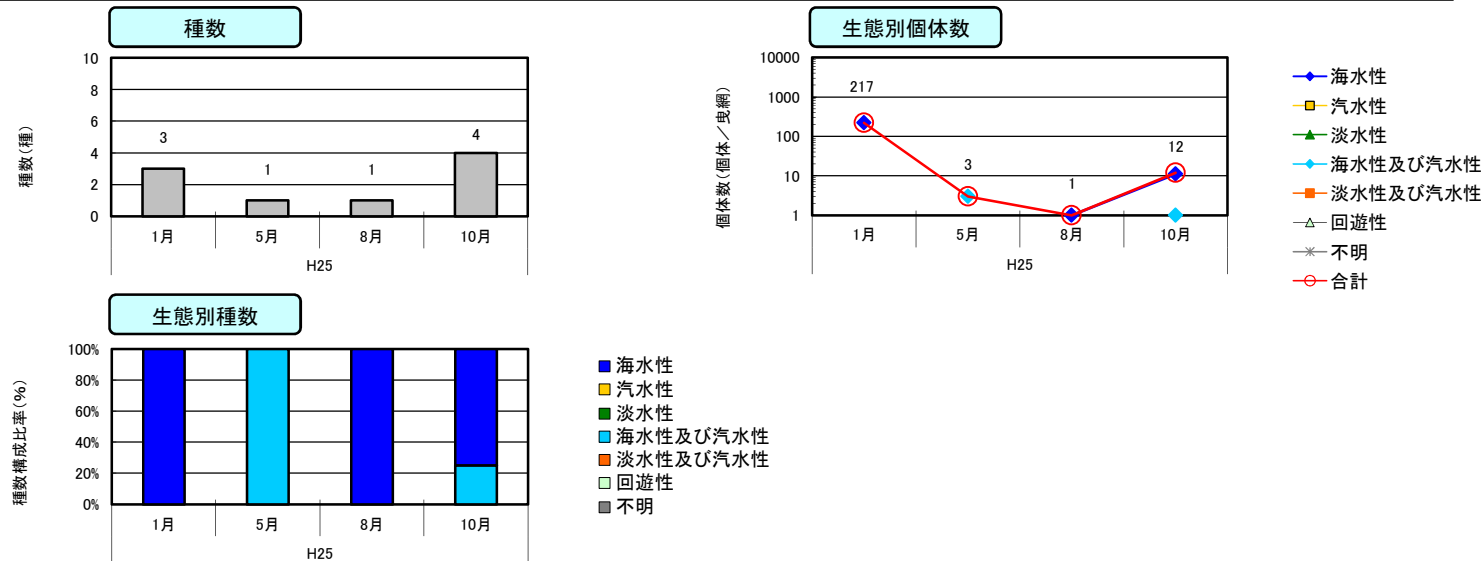 種数
種数(種)
10
8
6
4
2
0
3
1
1
4
1月
5月
8月
10月
H25
生態別個体数
個体数(個体/曳網)
10000
1000
100
10
1
217
3
1
12
1月
5月
8月
10月
H25
海水性
汽水性
淡水性
海水性及び汽水性
淡水性及び汽水性
回遊性
不明
合計
生態別種数
種数構成比率(%)
100%
80%
60%
40%
20%
0%
1月
5月
8月
10月
H25
海水性
汽水性
淡水性
海水性及び汽水性
淡水性及び汽水性
回遊性
不明